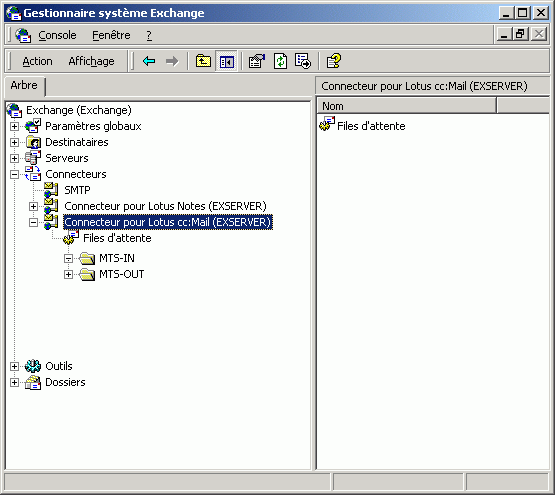 Gestionnaire système Exchange
Console Fenêtre ?
Action Affichage
Arbre
Connecteur pour Lotus cc:Mail (EXSERVER)
Nom
Files d'attente
Exchange (Exchange)
Paramètres globaux
Destinataires
Serveurs
Connecteurs
SMTP
Connecteur pour Lotus Notes (EXSERVER)
Connecteur pour Lotus cc:Mail (EXSERVER)
Files d'attente
MTS-IN
MTS-OUT
Outils
Dossiers